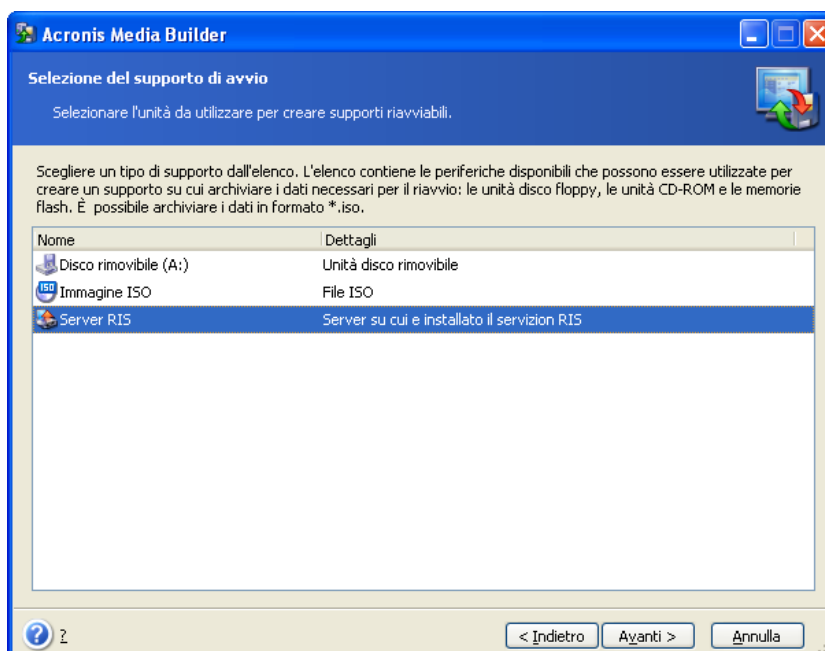 Acronis Media Builder
Selezione del supporto di avvio
Selezionare l'unità da utilizzare per creare supporti riavviabili.
Scegliere un tipo di supporto dall'elenco. L'elenco contiene le periferiche disponibili che possono essere utilizzate per
creare un supporto su cui archiviare i dati necessari per il riavvio: le unità disco floppy, le unità CD-ROM e le memorie
flash. È possibile archiviare i dati in formato *.iso.
Nome Dettagli
Disco rimovibile (A:) Unità disco rimovibile
ISO Immagine ISO File ISO
Server RIS Server su cui e installato il servizion RIS
? ? < Indietro Avanti > Annulla